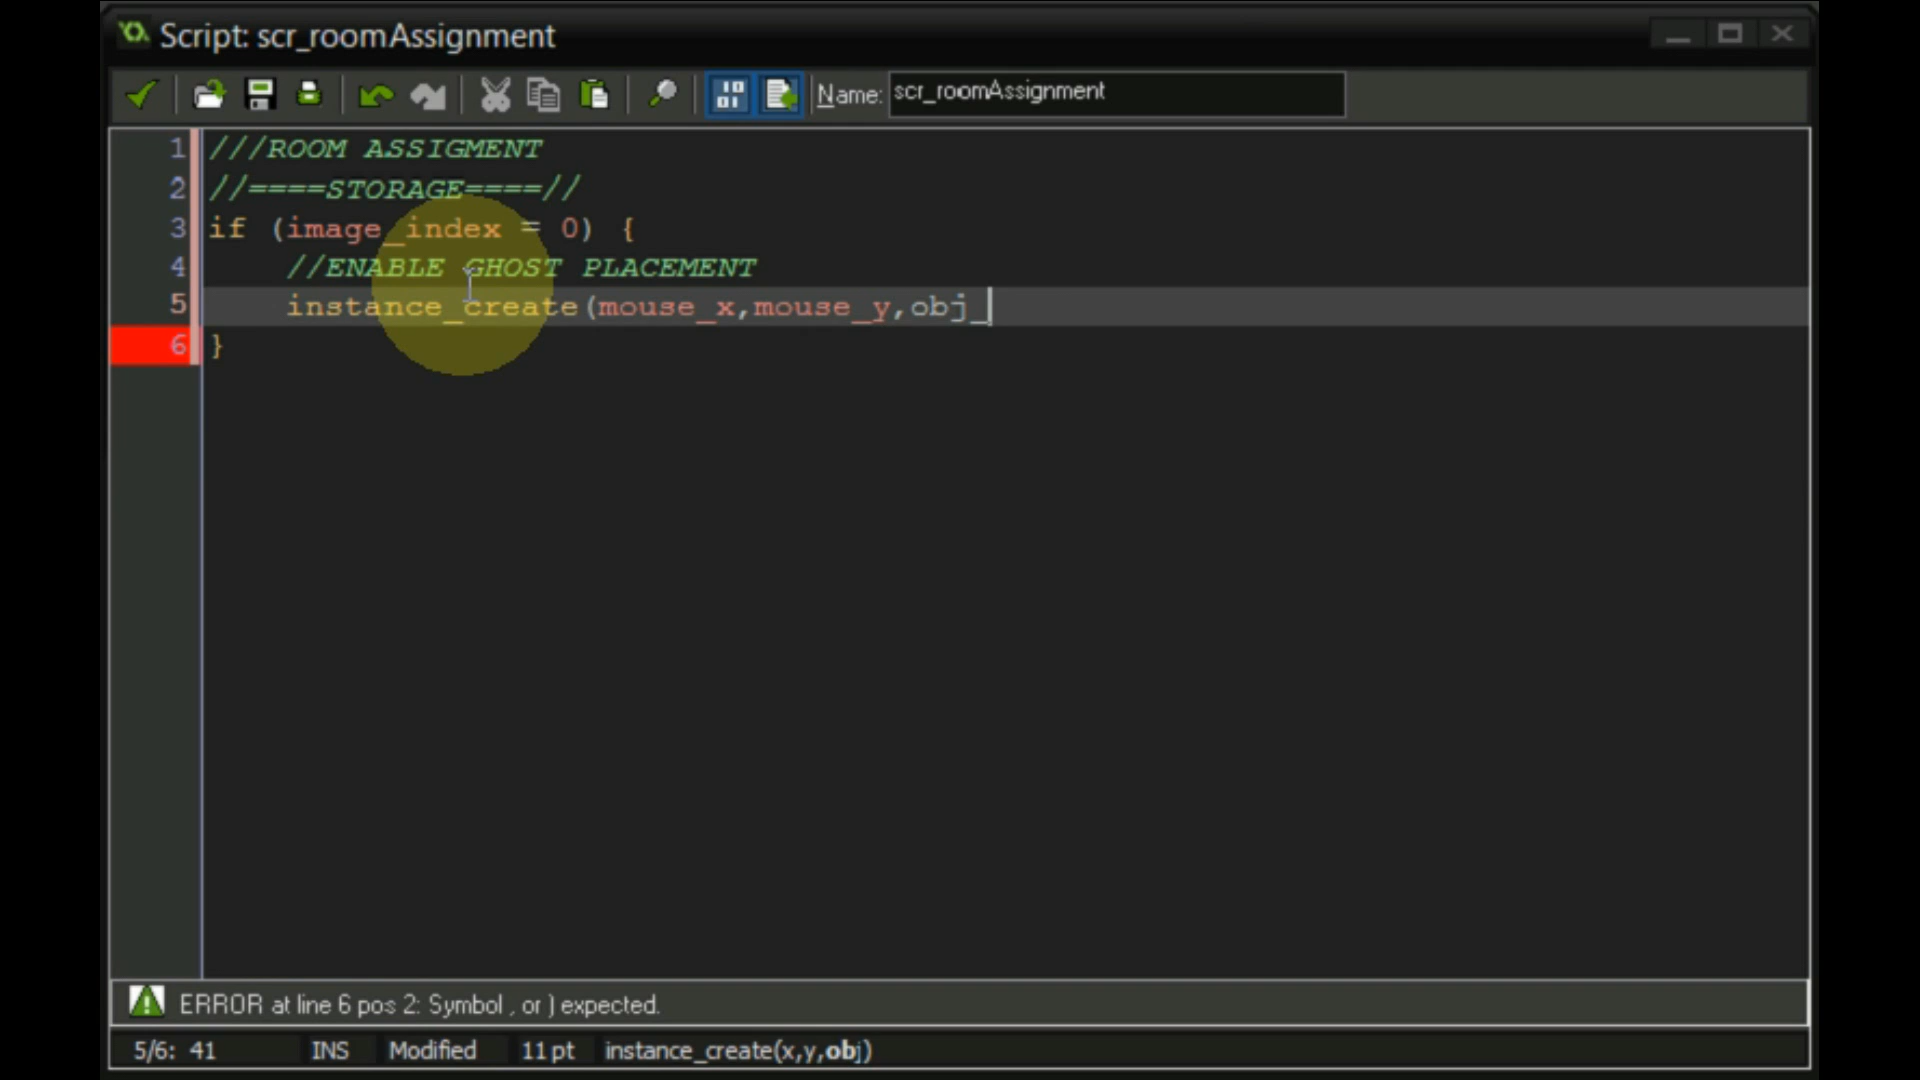 Script: scr_roomAssignment
Name: scr_roomAssignment
1 ///ROOM ASSIGMENT
2 //====STORAGE====//
3 if (image_index = 0) {
4 //ENABLE GHOST PLACEMENT
5 instance_create(mouse_x,mouse_y,obj_
6 }
ERROR at line 6 pos 2: Symbol , or ) expected.
5/6: 41 INS Modified 11 pt instance_create(x,y,obj)